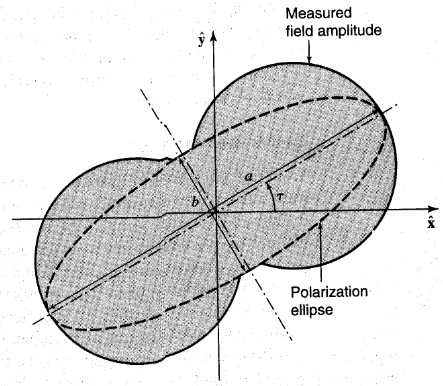 Measured
field amplitude
ŷ
a
τ
b
x̂
Polarization
ellipse